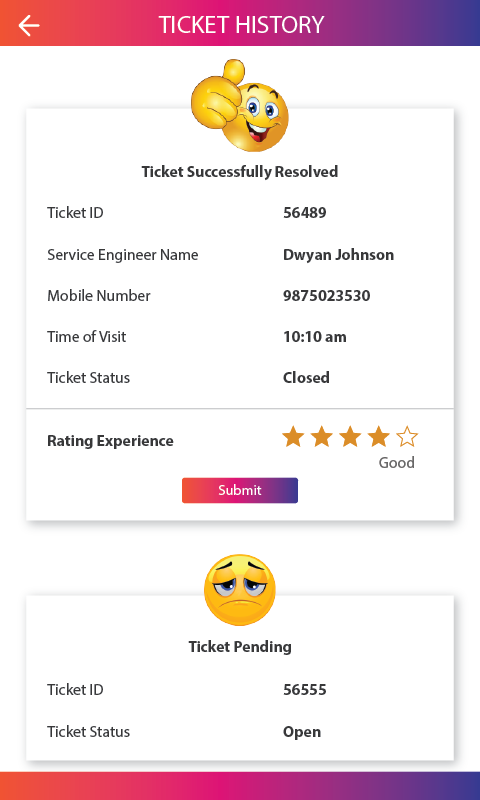 TICKET HISTORY
Ticket Successfully Resolved
Ticket ID 56489
Service Engineer Name Dwyan Johnson
Mobile Number 9875023530
Time of Visit 10:10 am
Ticket Status Closed
Rating Experience
Good
Submit
Ticket Pending
Ticket ID 56555
Ticket Status Open